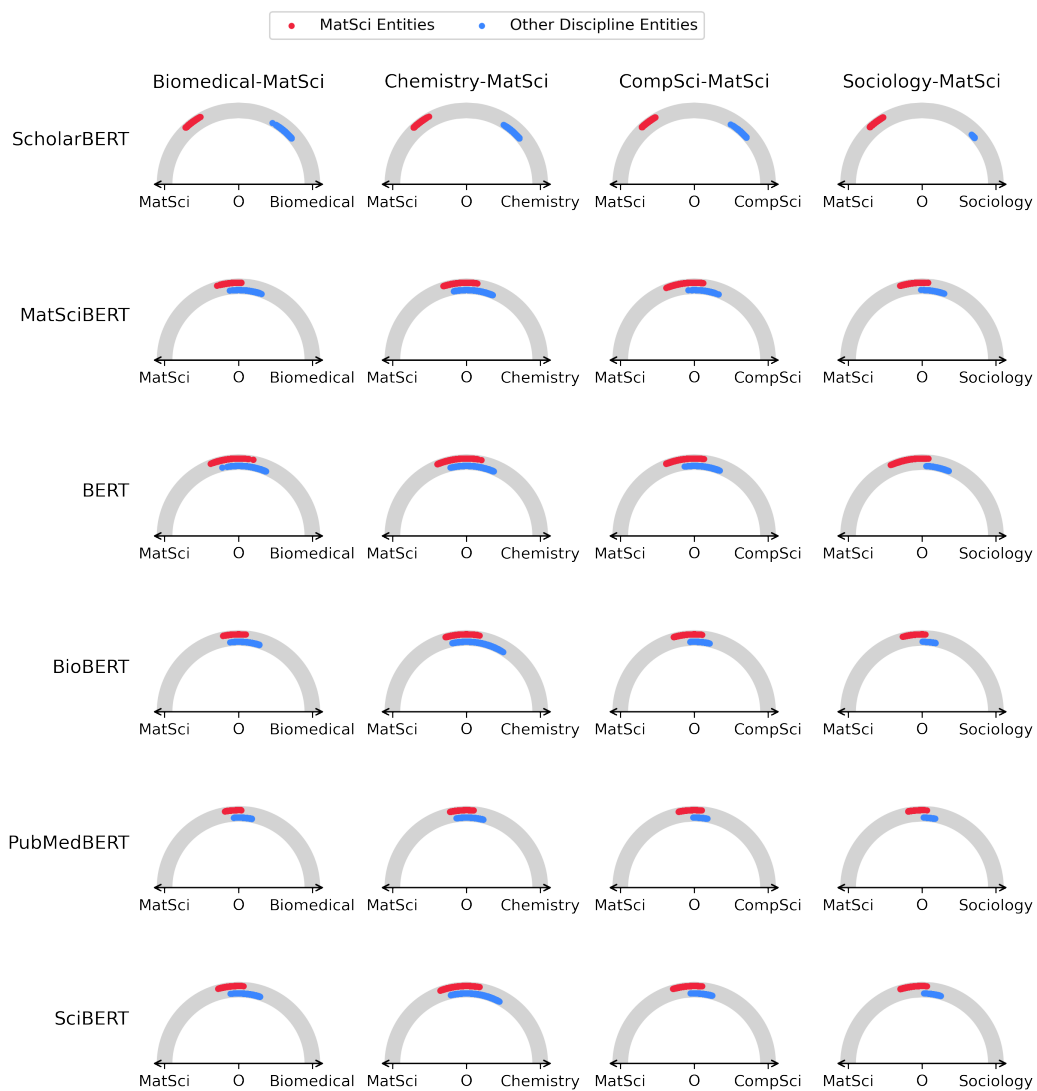 MatSci Entities Other Discipline Entities
Biomedical-MatSci Chemistry-MatSci CompSci-MatSci Sociology-MatSci
ScholarBERT
MatSci O Biomedical MatSci O Chemistry MatSci O CompSci MatSci O Sociology
MatSciBERT
MatSci O Biomedical MatSci O Chemistry MatSci O CompSci MatSci O Sociology
BERT
MatSci O Biomedical MatSci O Chemistry MatSci O CompSci MatSci O Sociology
BioBERT
MatSci O Biomedical MatSci O Chemistry MatSci O CompSci MatSci O Sociology
PubMedBERT
MatSci O Biomedical MatSci O Chemistry MatSci O CompSci MatSci O Sociology
SciBERT
MatSci O Biomedical MatSci O Chemistry MatSci O CompSci MatSci O Sociology